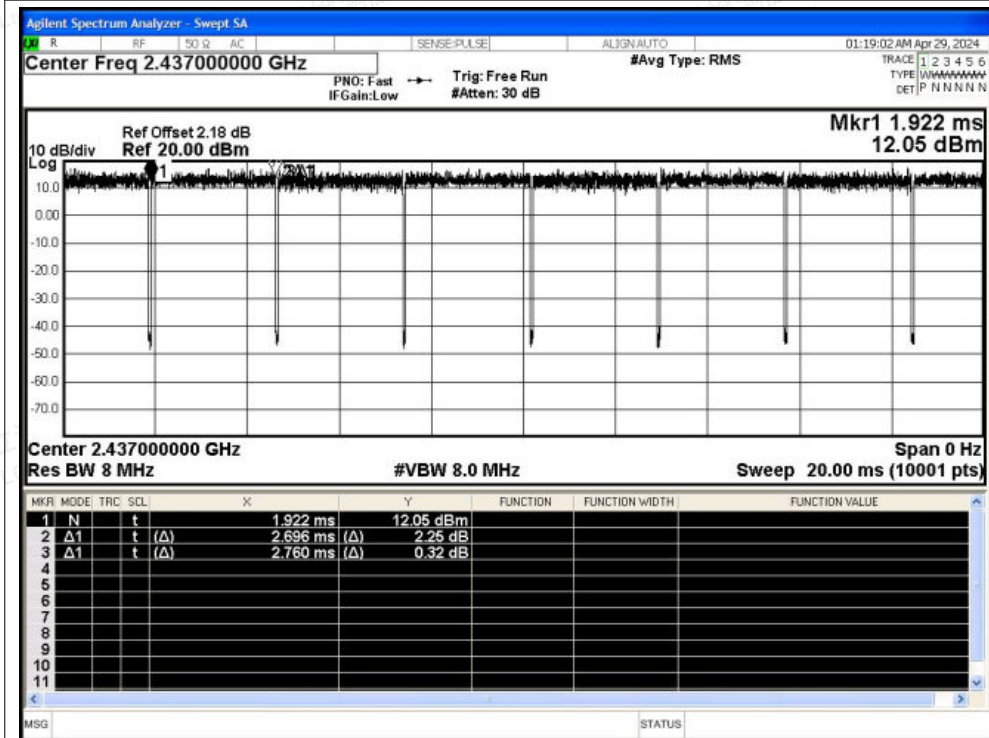 Agilent Spectrum Analyzer - Swept SA
LXI R RF 50 Ω AC SENSE:PULSE ALIGN AUTO 01:19:02 AM Apr 29, 2024
Center Freq 2.437000000 GHz #Avg Type: RMS TRACE 1 2 3 4 5 6
PNO: Fast Trig: Free Run TYPE
IFGain:Low #Atten: 30 dB DET P N N N N N
Mkr1 1.922 ms
Ref Offset 2.18 dB
10 dB/div Ref 20.00 dBm 12.05 dBm
Log
1 2Δ1
10.0
0.00
-10.0
-20.0
-30.0
-40.0
-50.0
-60.0
-70.0
Center 2.437000000 GHz Span 0 Hz
Res BW 8 MHz #VBW 8.0 MHz Sweep 20.00 ms (10001 pts)
MKR MODE TRC SCL X Y FUNCTION FUNCTION WIDTH FUNCTION VALUE
1 N t 1.922 ms 12.05 dBm
2 Δ1 t (Δ) 2.696 ms (Δ) 2.25 dB
3 Δ1 t (Δ) 2.760 ms (Δ) 0.32 dB
4
5
6
7
8
9
10
11
MSG STATUS